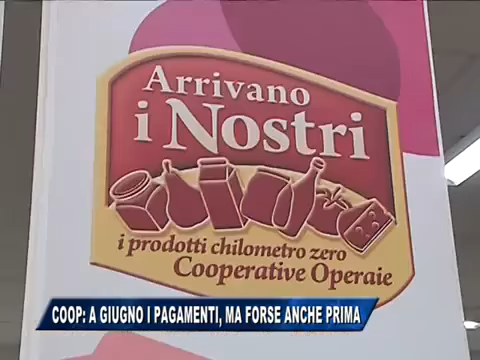 Arrivano
i Nostri
i prodotti chilometro zero
Cooperative Operaie
COOP: A GIUGNO I PAGAMENTI, MA FORSE ANCHE PRIMA